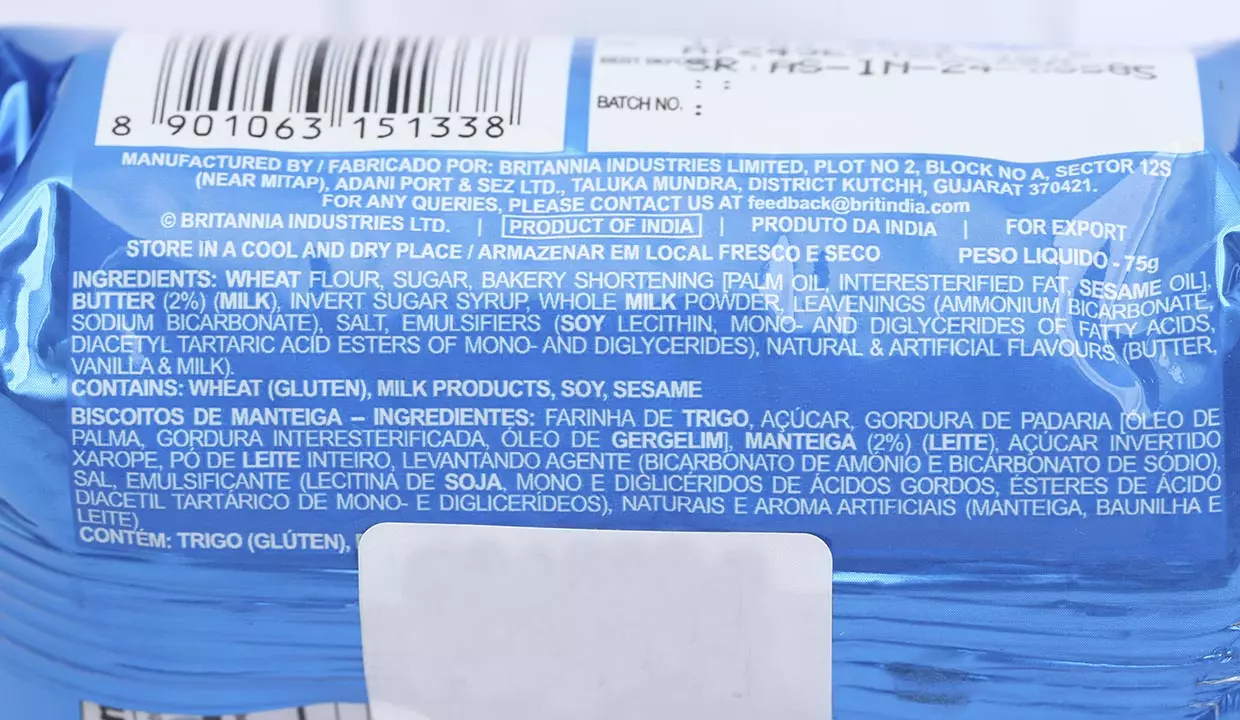 8 901063 151338
BATCH NO. :
MANUFACTURED BY / FABRICADO POR: BRITANNIA INDUSTRIES LIMITED, PLOT NO 2, BLOCK NO A, SECTOR 12S
(NEAR MITAP), ADANI PORT & SEZ LTD., TALUKA MUNDRA, DISTRICT KUTCHH, GUJARAT 370421.
FOR ANY QUERIES, PLEASE CONTACT US AT feedback@britindia.com
© BRITANNIA INDUSTRIES LTD. | PRODUCT OF INDIA | PRODUTO DA INDIA | FOR EXPORT
STORE IN A COOL AND DRY PLACE / ARMAZENAR EM LOCAL FRESCO E SECO PESO LIQUIDO - 75g
INGREDIENTS: WHEAT FLOUR, SUGAR, BAKERY SHORTENING [PALM OIL, INTERESTERIFIED FAT, SESAME OIL],
BUTTER (2%) (MILK), INVERT SUGAR SYRUP, WHOLE MILK POWDER, LEAVENINGS (AMMONIUM BICARBONATE,
SODIUM BICARBONATE), SALT, EMULSIFIERS (SOY LECITHIN, MONO- AND DIGLYCERIDES OF FATTY ACIDS,
DIACETYL TARTARIC ACID ESTERS OF MONO- AND DIGLYCERIDES), NATURAL & ARTIFICIAL FLAVOURS (BUTTER,
VANILLA & MILK).
CONTAINS: WHEAT (GLUTEN), MILK PRODUCTS, SOY, SESAME
BISCOITOS DE MANTEIGA – INGREDIENTES: FARINHA DE TRIGO, AÇÚCAR, GORDURA DE PADARIA [ÓLEO DE
PALMA, GORDURA INTERESTERIFICADA, ÓLEO DE GERGELIM], MANTEIGA (2%) (LEITE), AÇÚCAR INVERTIDO
XAROPE, PÓ DE LEITE INTEIRO, LEVANTANDO AGENTE (BICARBONATO DE AMÓNIO E BICARBONATO DE SÓDIO),
SAL, EMULSIFICANTE (LECITINA DE SOJA, MONO E DIGLICÉRIDOS DE ÁCIDOS GORDOS, ÉSTERES DE ÁCIDO
DIACETIL TARTÁRICO DE MONO- E DIGLICERÍDEOS), NATURAIS E AROMA ARTIFICIAIS (MANTEIGA, BAUNILHA E
LEITE).
CONTÉM: TRIGO (GLÚTEN),